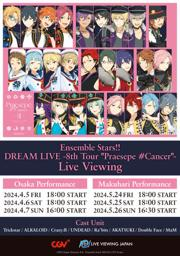 Praesepe
Ensemble Stars!!
DREAM LIVE -8th Tour "Praesepe #Cancer"-
Live Viewing
Osaka Performance
2024.4.5 FRI 18:00 START
2024.4.6 SAT 18:00 START
2024.4.7 SUN 16:00 START
Makuhari Performance
2024.5.24 FRI 18:00 START
2024.5.25 SAT 18:00 START
2024.5.26 SUN 16:30 START
Cast Unit
Trickstar / ALKALOID / Crazy:B / UNDEAD / Ra*bits / AKATSUKI / Double Face / MaM
CGV
LIVE VIEWING JAPAN